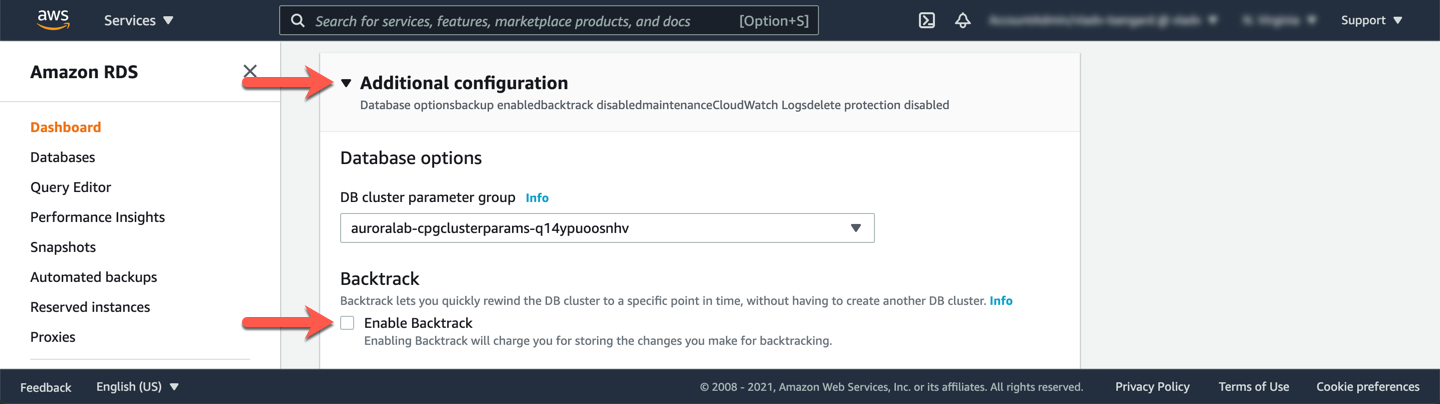 aws
Services
Search for services, features, marketplace products, and docs [Option+S]
Support
Amazon RDS
Dashboard
Databases
Query Editor
Performance Insights
Snapshots
Automated backups
Reserved instances
Proxies
Additional configuration
Database optionsbackup enabledbacktrack disabledmaintenanceCloudWatch Logsdelete protection disabled
Database options
DB cluster parameter group Info
auroralab-cpgclusterparams-q14ypuoosnhv
Backtrack
Backtrack lets you quickly rewind the DB cluster to a specific point in time, without having to create another DB cluster. Info
Enable Backtrack
Enabling Backtrack will charge you for storing the changes you make for backtracking.
Feedback
English (US)
© 2008 - 2021, Amazon Web Services, Inc. or its affiliates. All rights reserved.
Privacy Policy
Terms of Use
Cookie preferences